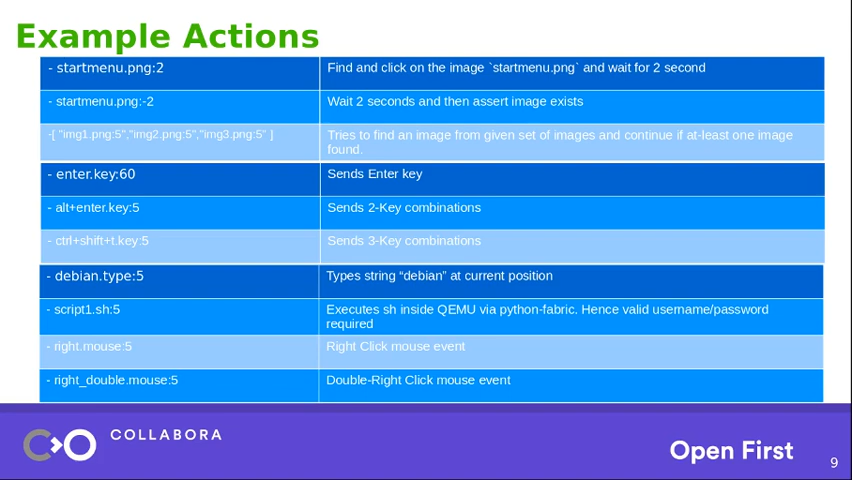 Example Actions
- startmenu.png:2 Find and click on the image `startmenu.png` and wait for 2 second
- startmenu.png:-2 Wait 2 seconds and then assert image exists
-[ "img1.png:5","img2.png:5","img3.png:5" ] Tries to find an image from given set of images and continue if at-least one image
found.
- enter.key:60 Sends Enter key
- alt+enter.key:5 Sends 2-Key combinations
- ctrl+shift+t.key:5 Sends 3-Key combinations
- debian.type:5 Types string “debian” at current position
- script1.sh:5 Executes sh inside QEMU via python-fabric. Hence valid username/password
required
- right.mouse:5 Right Click mouse event
- right_double.mouse:5 Double-Right Click mouse event
COLLABORA
Open First
9